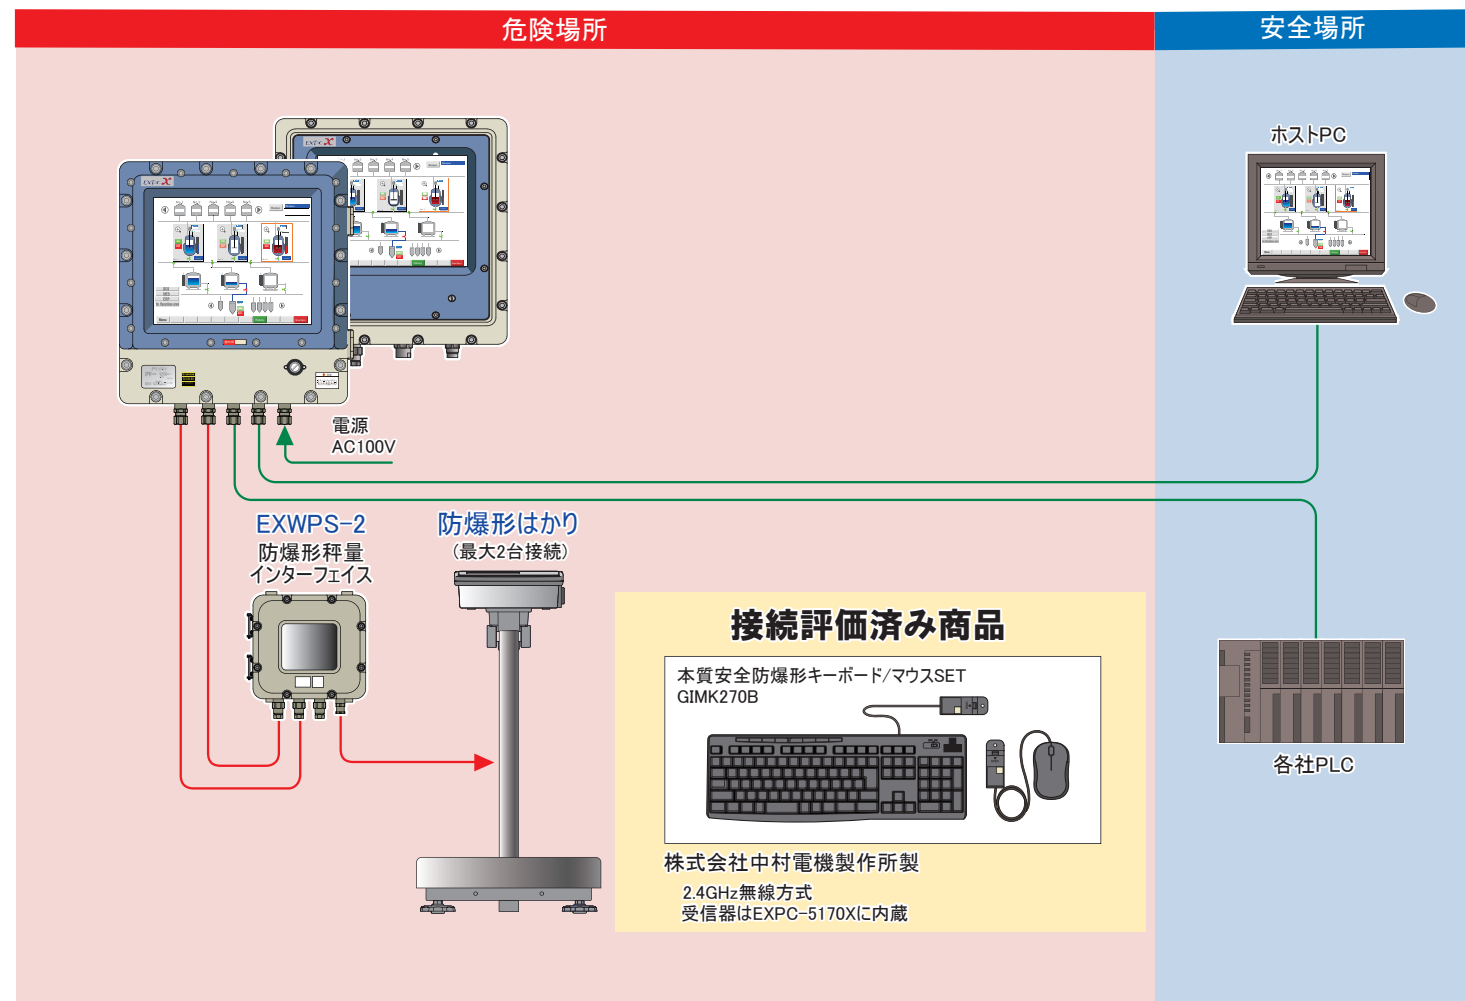 危険場所
安全場所
ホストPC
電源
AC100V
EXWPS-2
防爆形秤量
インターフェイス
防爆形はかり
(最大2台接続)
接続評価済み商品
本質安全防爆形キーボード/マウスSET
GIMK270B
株式会社中村電機製作所製
2.4GHz無線方式
受信器はEXPC-5170Xに内蔵
各社PLC